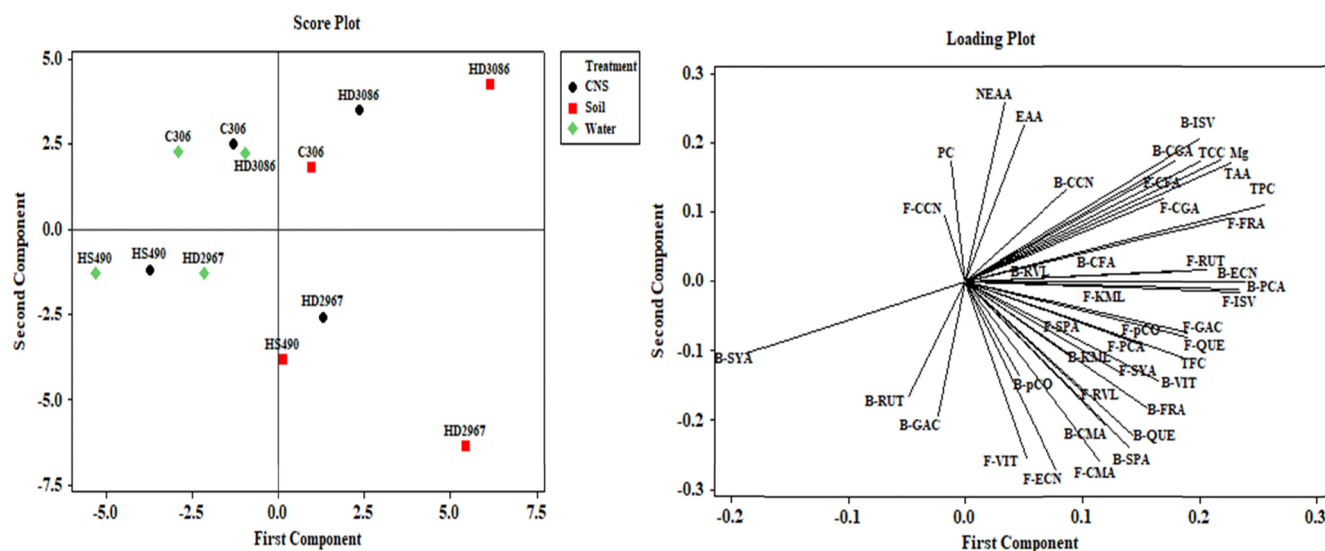 Score Plot
Second Component
5.0
2.5
0.0
-2.5
-5.0
-7.5
HD3086
HD3086
C306
C306
HD3086
C306
HS490
HS490
HD2967
HD2967
HS490
HD2967
-5.0 -2.5 0.0 2.5 5.0 7.5
First Component
Treatment
CNS
Soil
Water
Loading Plot
Second Component
0.3
0.2
0.1
0.0
-0.1
-0.2
-0.3
NEAA
EAA
B-ISV
PC
B-CGA TCC Mg
TAA
B-CCN
F-CFA
TPC
F-CCN
F-CGA
F-FRA
B-CFA
F-RUT
B-RVL
B-ECN
B-PCA
F-KML
F-ISV
F-SPA
F-pCO
F-GAC
F-PCA
F-QUE
B-SYA
B-KML
TFC
F-SYA
B-VIT
B-pCO
B-RUT
F-RVL
B-FRA
B-GAC
B-CMA
B-QUE
F-VIT
B-SPA
F-ECN
F-CMA
-0.2 -0.1 0.0 0.1 0.2 0.3
First Component